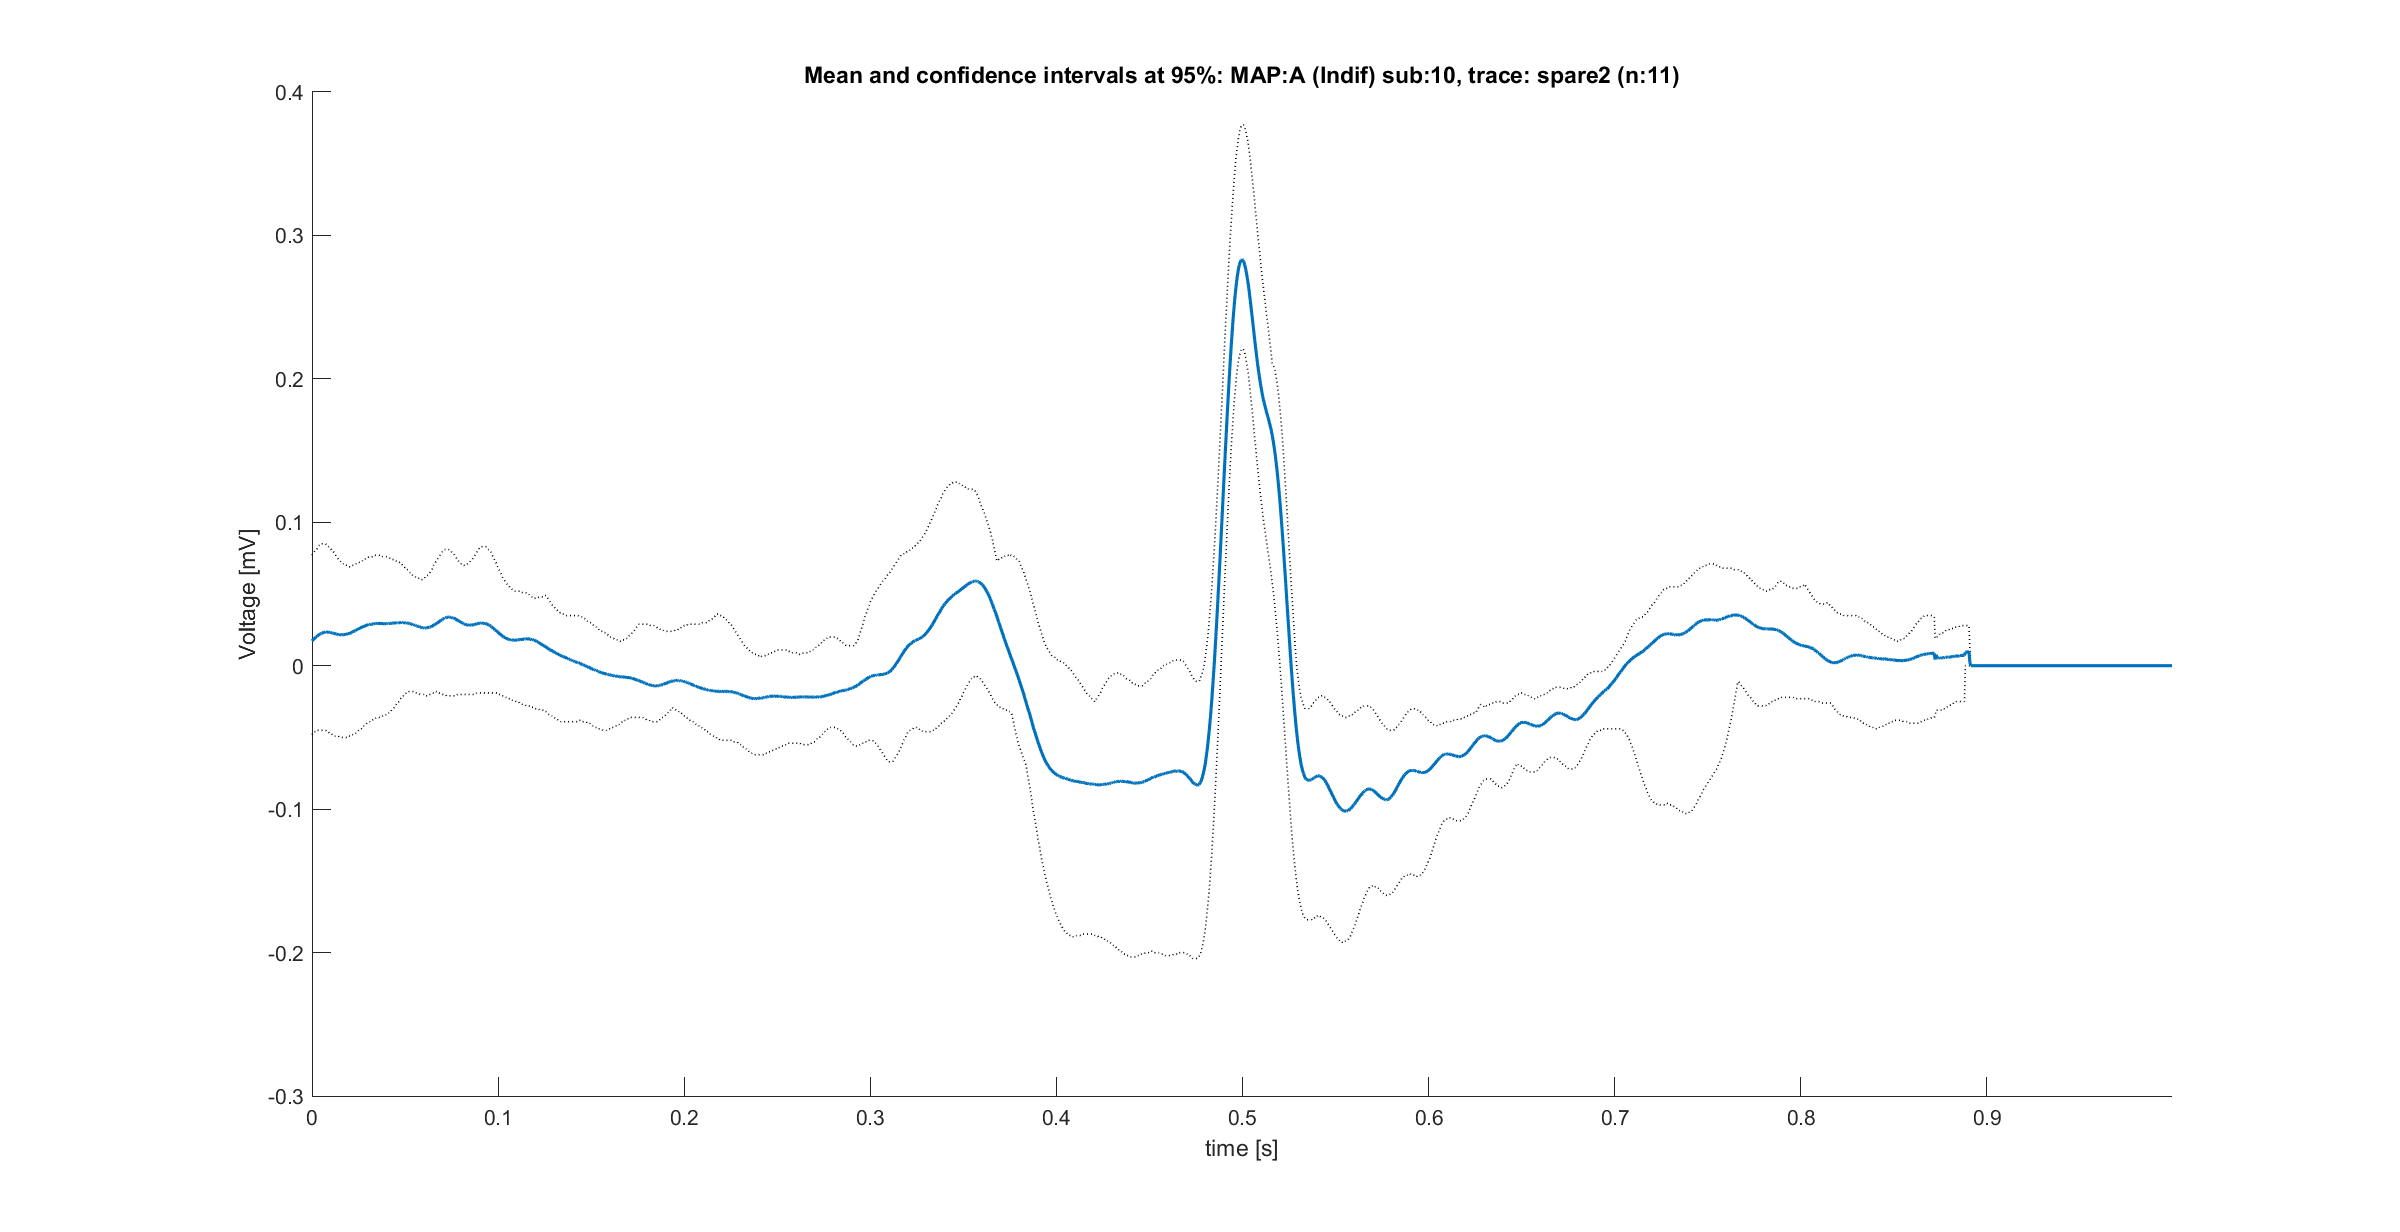 Mean and confidence intervals at 95%: MAP:A (Indif) sub:10, trace: spare2 (n:11)
0.4
0.3
0.2
0.1
0
-0.1
-0.2
-0.3
Voltage [mV]
0 0.1 0.2 0.3 0.4 0.5 0.6 0.7 0.8 0.9
time [s]